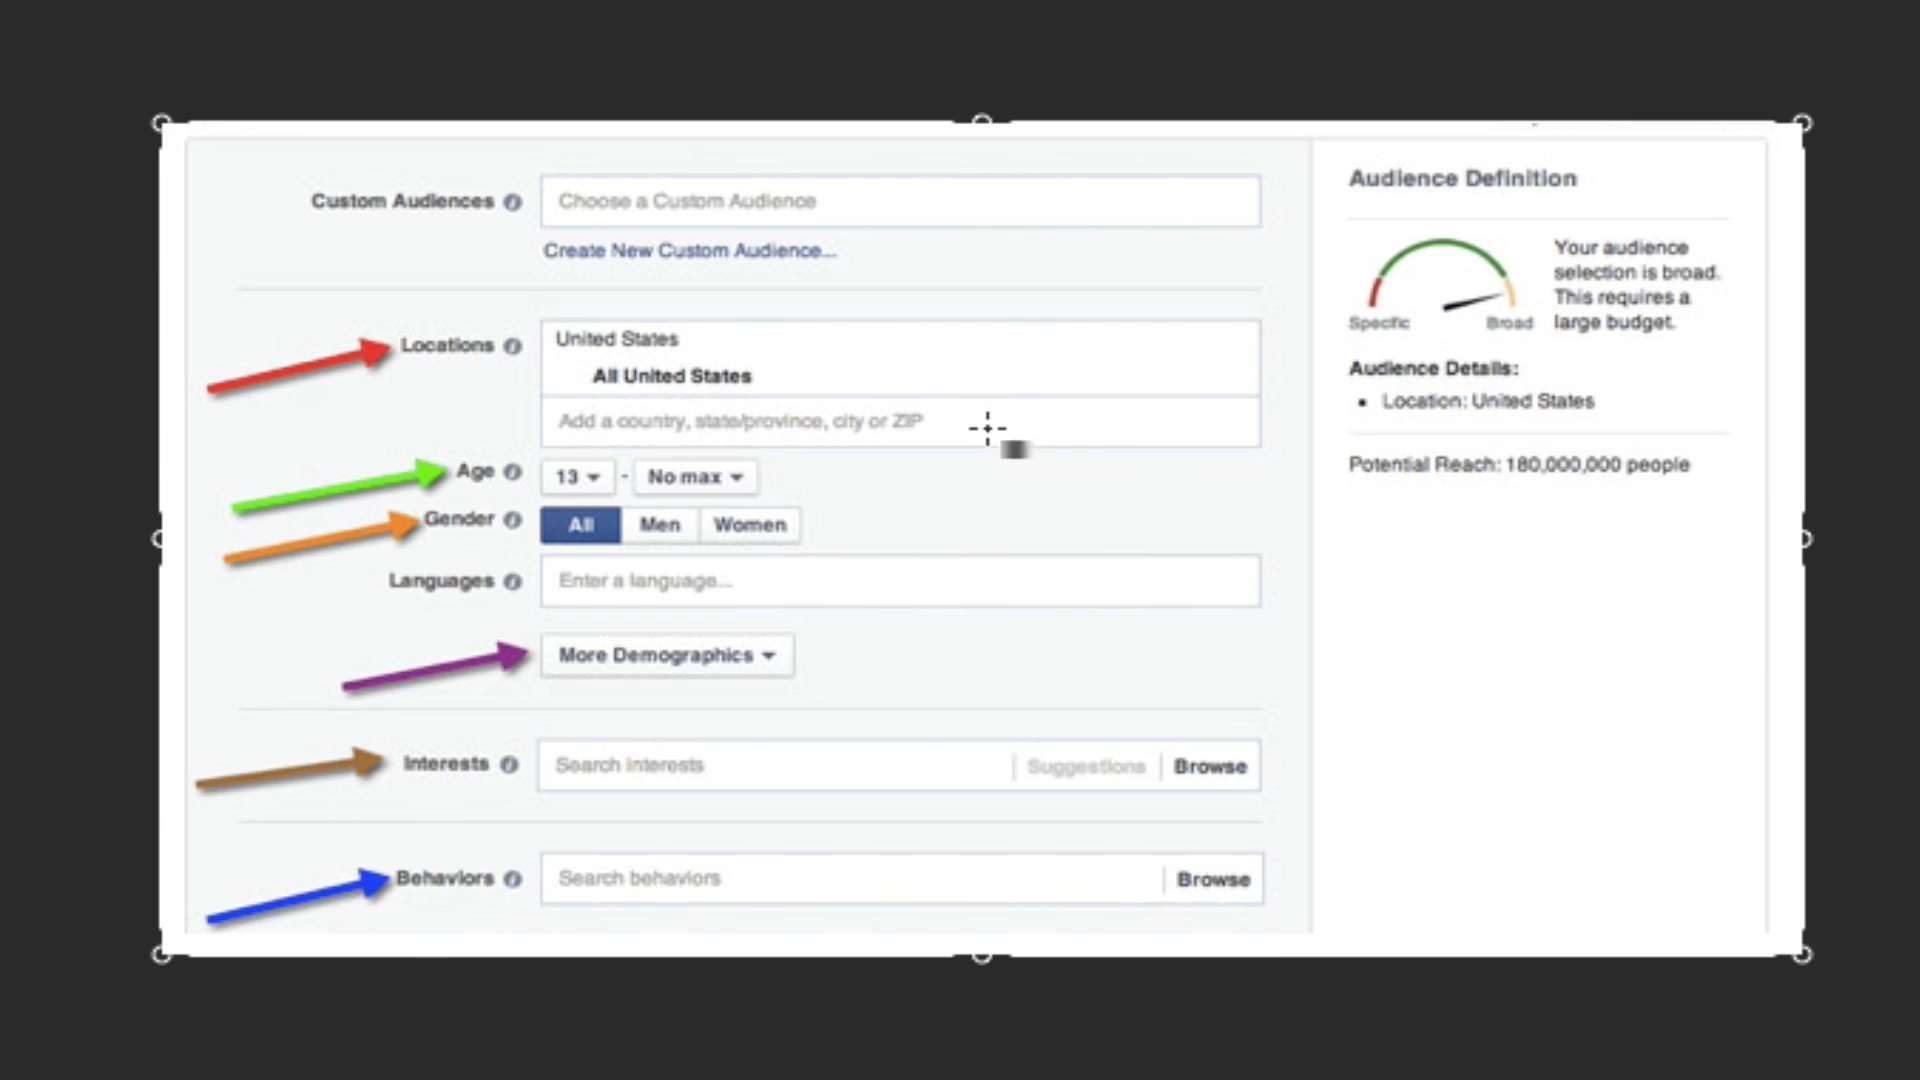 Custom Audiences
Choose a Custom Audience
Create New Custom Audience...
Locations
United States
All United States
Add a country, state/province, city or ZIP
Age
13 - No max
Gender
All Men Women
Languages
Enter a language...
More Demographics
Interests
Search interests Suggestions Browse
Behaviors
Search behaviors Browse
Audience Definition
Specific Broad
Your audience
selection is broad.
This requires a
large budget.
Audience Details:
• Location: United States
Potential Reach: 180,000,000 people